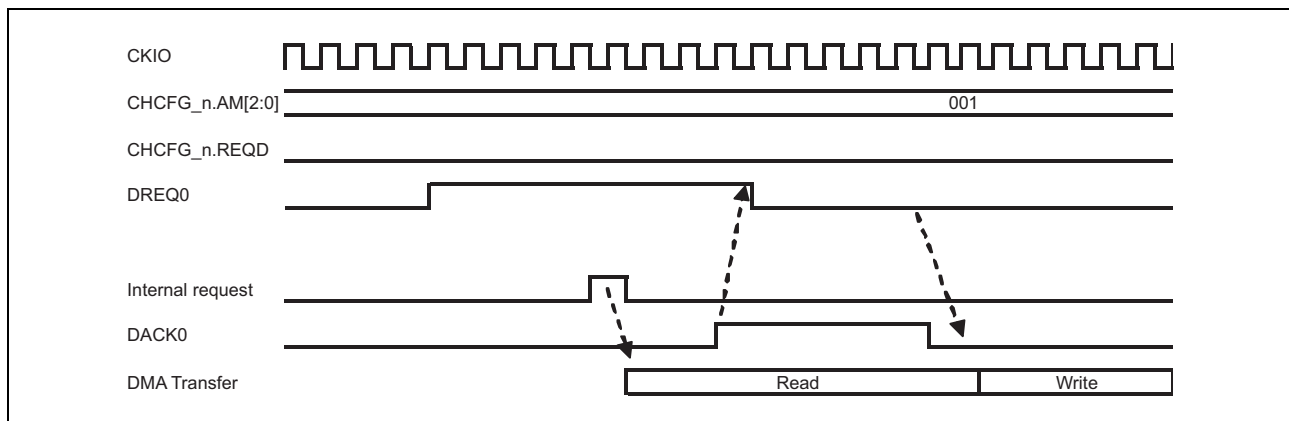 CKIO
CHCFG_n.AM[2:0] 001
CHCFG_n.REQD
DREQ0
Internal request
DACK0
DMA Transfer Read Write